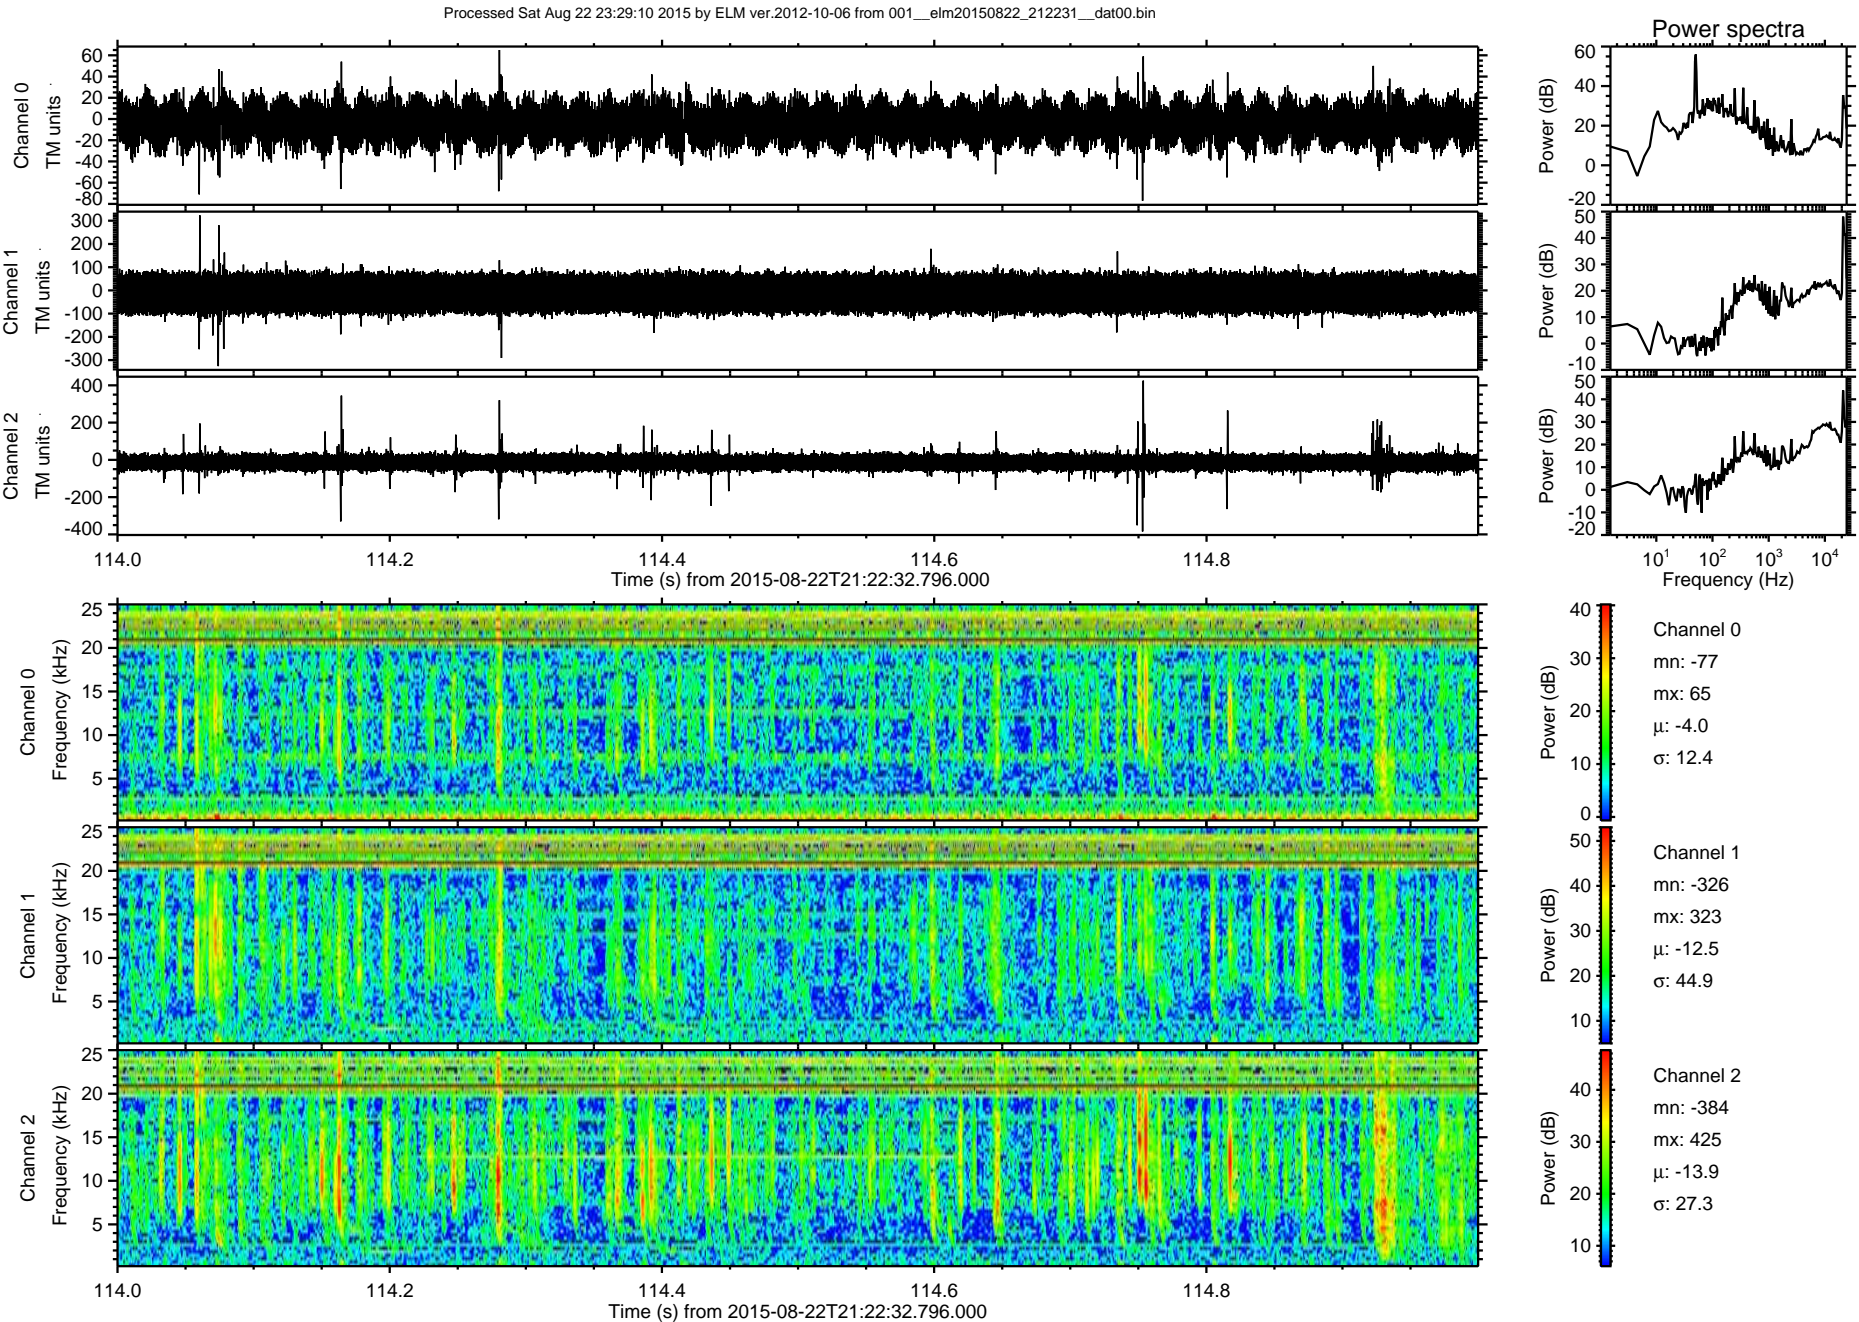 Processed Sat Aug 22 23:29:10 2015 by ELM ver.2012-10-06 from 001__elm20150822_212231__dat00.bin
Power spectra
Channel 0
TM units
60
40
20
0
-20
-40
-60
-80
Power (dB)
60
40
20
0
-20
Channel 1
TM units
300
200
100
0
-100
-200
-300
Power (dB)
50
40
30
20
10
0
-10
Channel 2
TM units
400
200
0
-200
-400
Power (dB)
50
40
30
20
10
0
-10
-20
114.0 114.2 114.4 114.6 114.8
Time (s) from 2015-08-22T21:22:32.796.000
10^1 10^2 10^3 10^4
Frequency (Hz)
Channel 0
Frequency (kHz)
25
20
15
10
5
Power (dB)
40
30
20
10
0
Channel 0
mn: -77
mx: 65
μ: -4.0
σ: 12.4
Channel 1
Frequency (kHz)
25
20
15
10
5
Power (dB)
50
40
30
20
10
Channel 1
mn: -326
mx: 323
μ: -12.5
σ: 44.9
Channel 2
Frequency (kHz)
25
20
15
10
5
Power (dB)
40
30
20
10
Channel 2
mn: -384
mx: 425
μ: -13.9
σ: 27.3
114.0 114.2 114.4 114.6 114.8
Time (s) from 2015-08-22T21:22:32.796.000